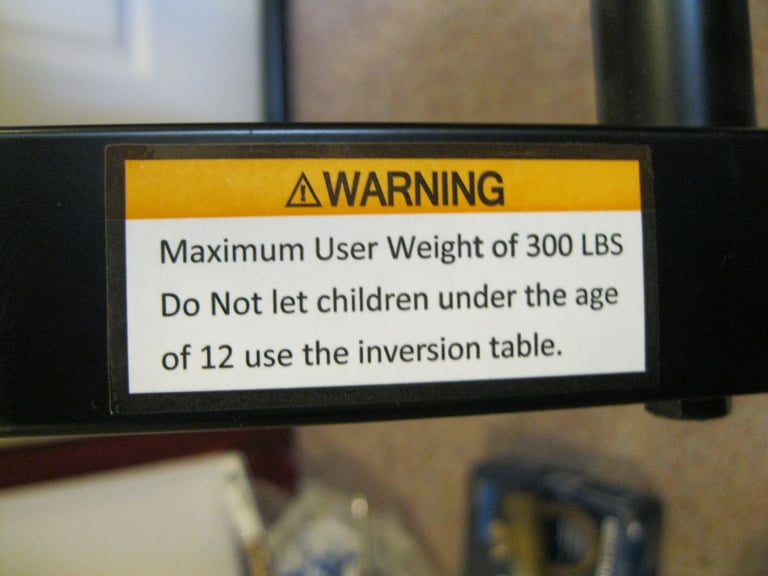 WARNING
Maximum User Weight of 300 LBS
Do Not let children under the age
of 12 use the inversion table.